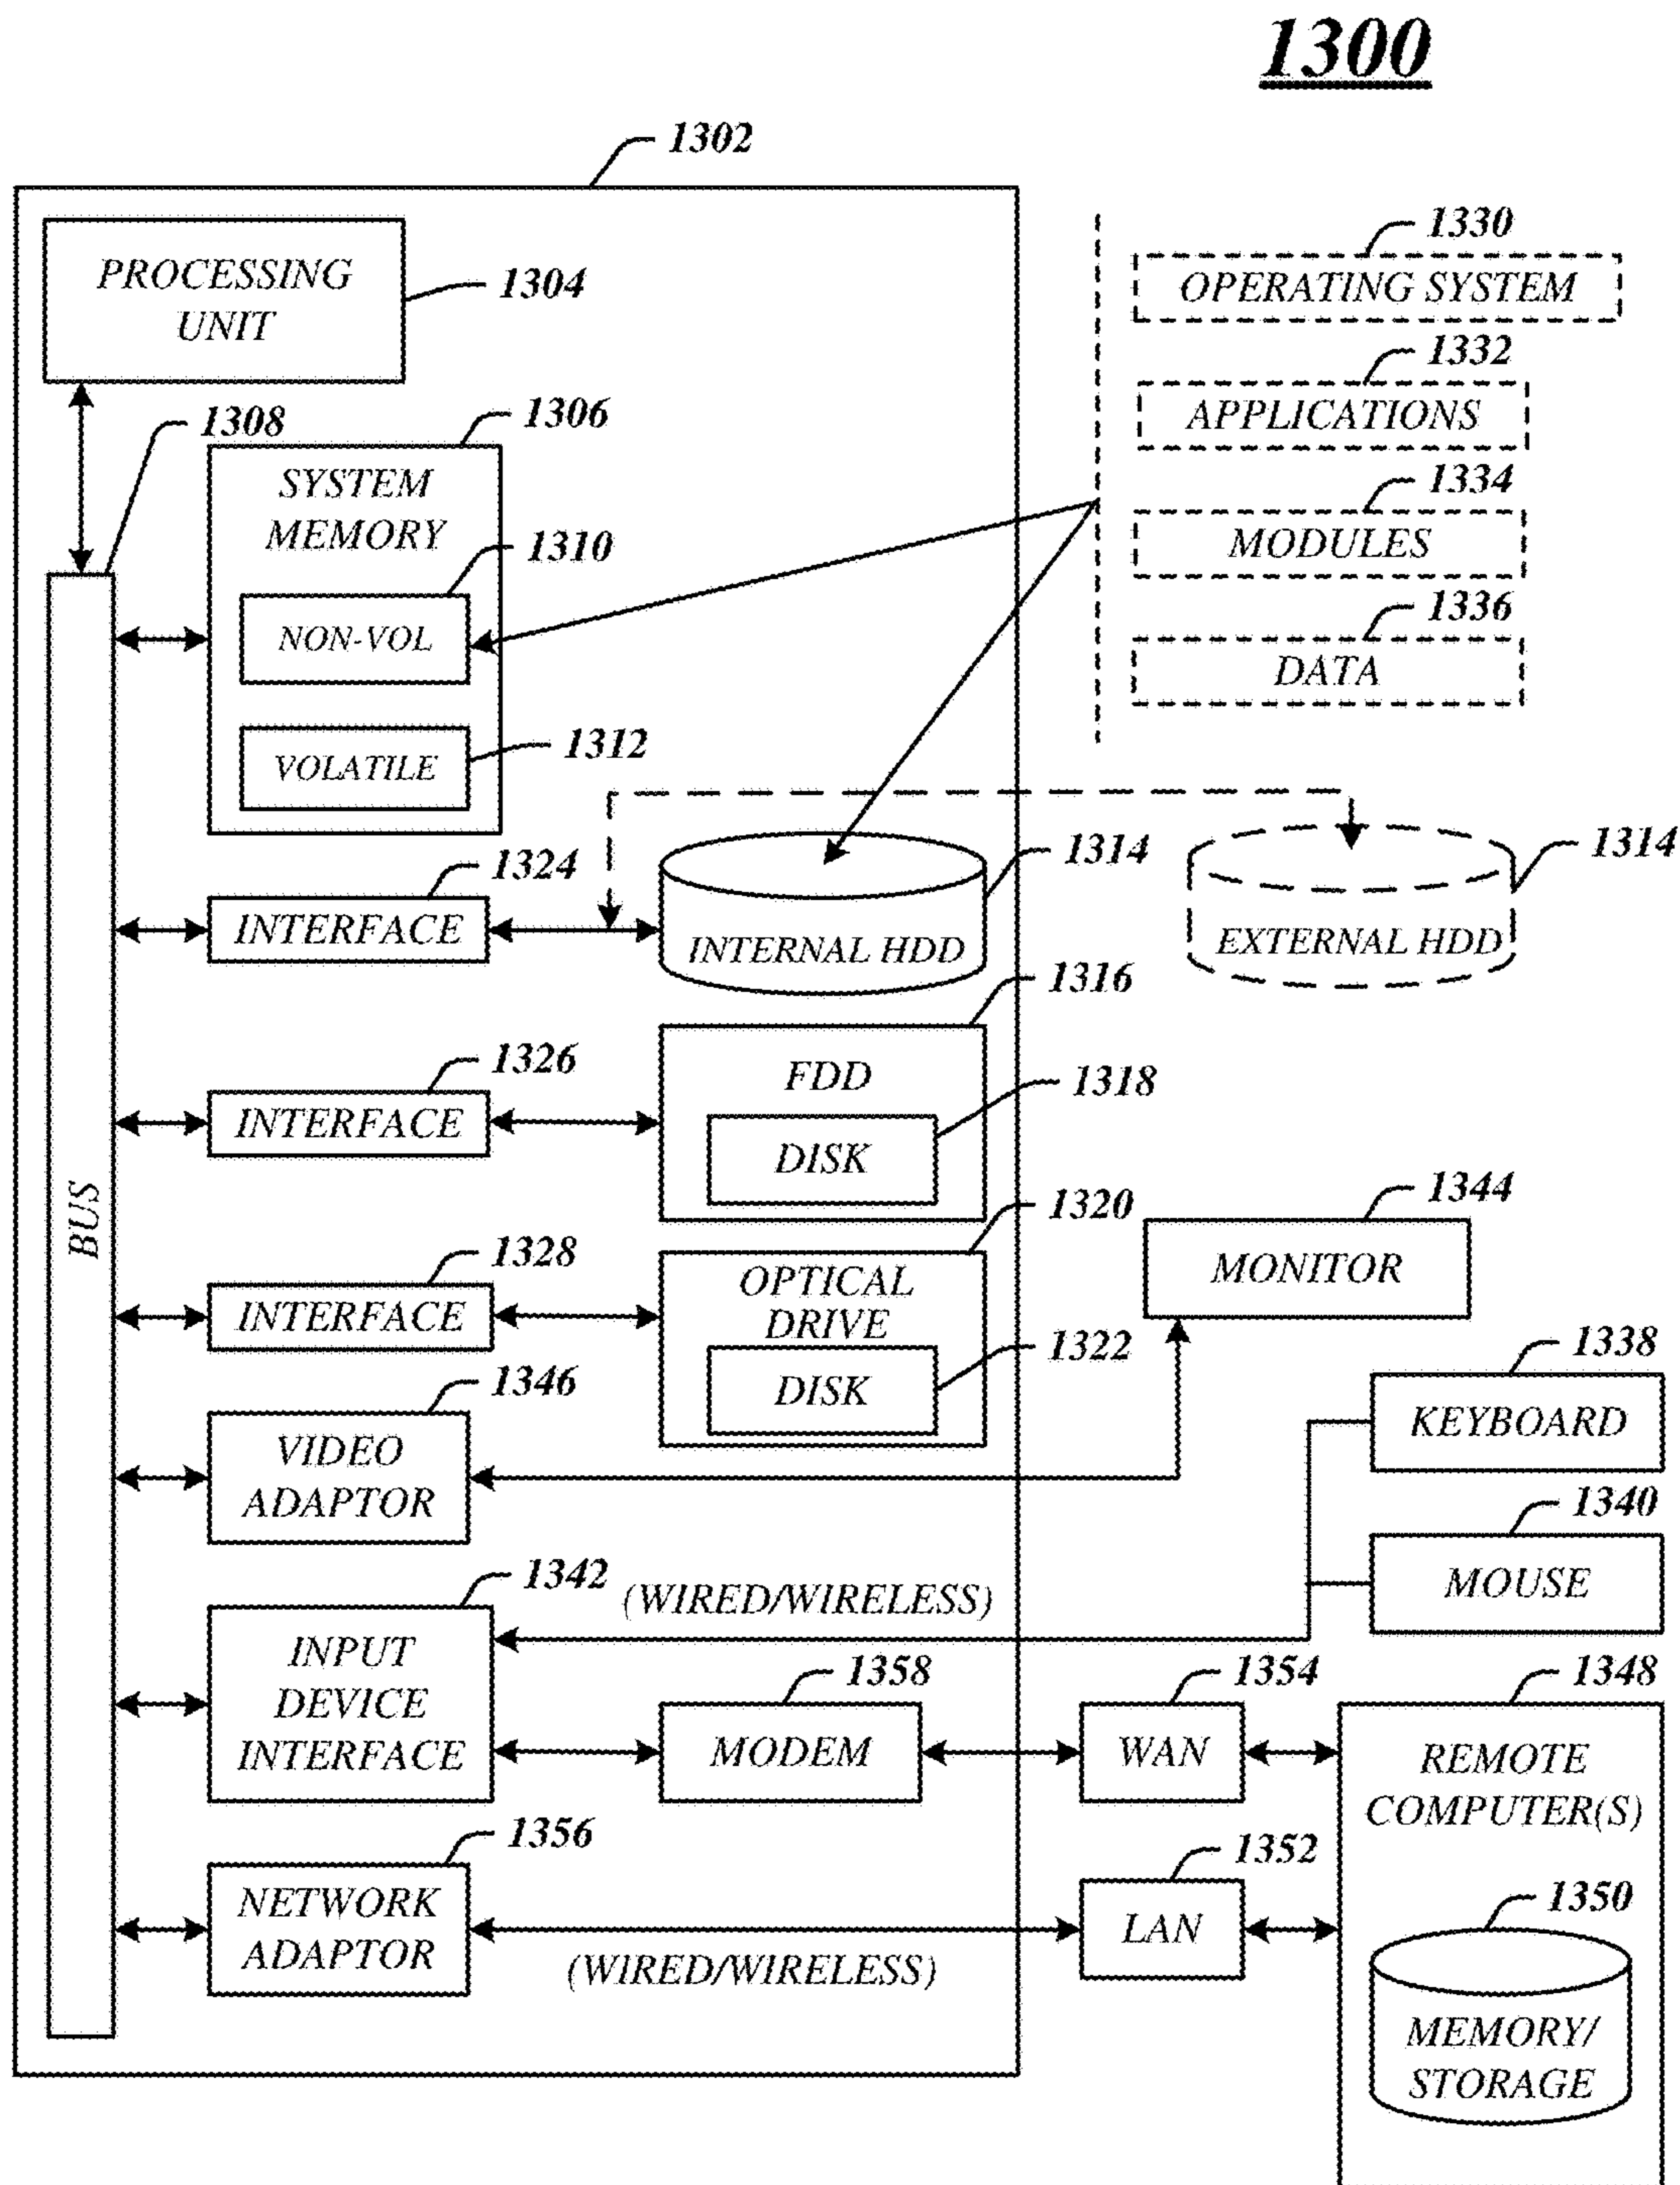 1300
1302
PROCESSING
UNIT
1304
1330
OPERATING SYSTEM
1332
APPLICATIONS
1334
MODULES
1336
DATA
1308
1306
SYSTEM
MEMORY
1310
NON-VOL
1312
VOLATILE
BUS
1324
INTERFACE
1314
INTERNAL HDD
1314
EXTERNAL HDD
1326
INTERFACE
1316
FDD
1318
DISK
1328
INTERFACE
1320
OPTICAL
DRIVE
1322
DISK
1344
MONITOR
1346
VIDEO
ADAPTOR
1338
KEYBOARD
1340
MOUSE
1342
INPUT
DEVICE
INTERFACE
(WIRED/WIRELESS)
1358
MODEM
1354
WAN
1348
REMOTE
COMPUTER(S)
1356
NETWORK
ADAPTOR
(WIRED/WIRELESS)
1352
LAN
1350
MEMORY/
STORAGE